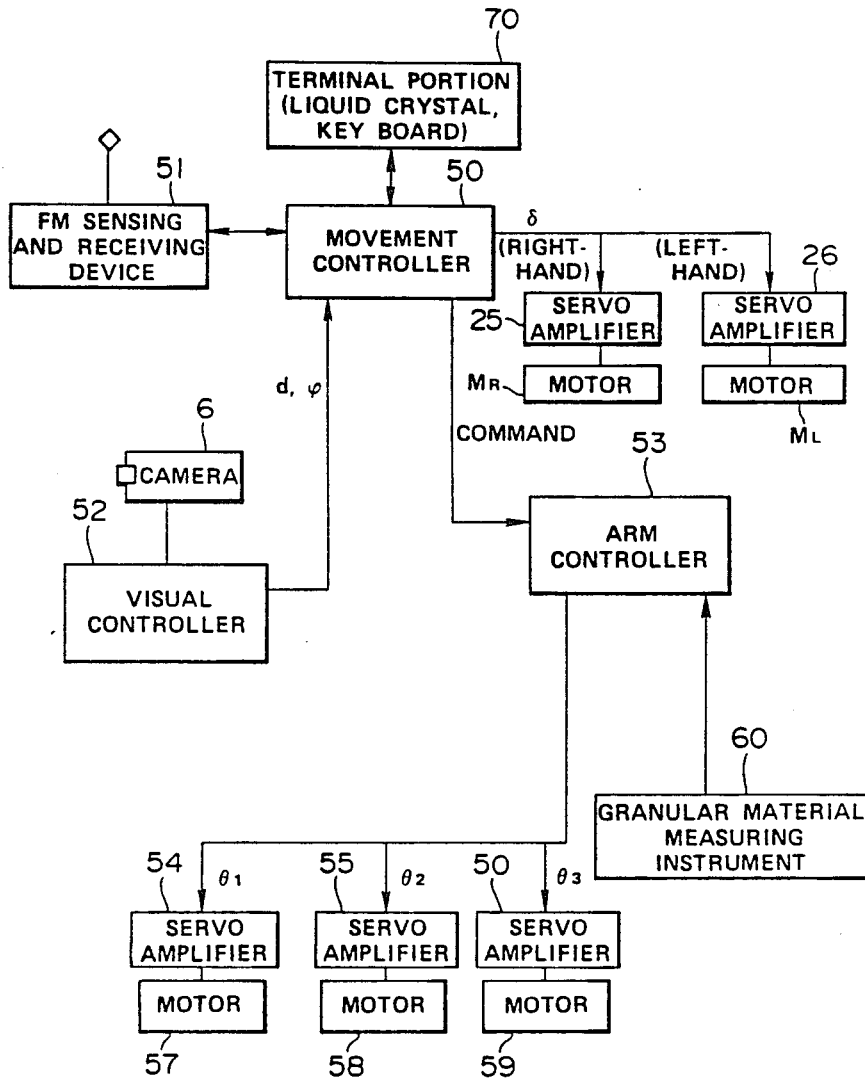 70
TERMINAL PORTION
(LIQUID CRYSTAL,
KEY BOARD)
51
FM SENSING
AND RECEIVING
DEVICE
50
MOVEMENT
CONTROLLER
δ
(RIGHT-
HAND)
(LEFT-
HAND)
26
25
SERVO
AMPLIFIER
SERVO
AMPLIFIER
MR
MOTOR
MOTOR
ML
d, φ
COMMAND
6
CAMERA
52
VISUAL
CONTROLLER
53
ARM
CONTROLLER
60
GRANULAR MATERIAL
MEASURING
INSTRUMENT
54
θ1
55
θ2
50
θ3
SERVO
AMPLIFIER
SERVO
AMPLIFIER
SERVO
AMPLIFIER
MOTOR
MOTOR
MOTOR
57
58
59